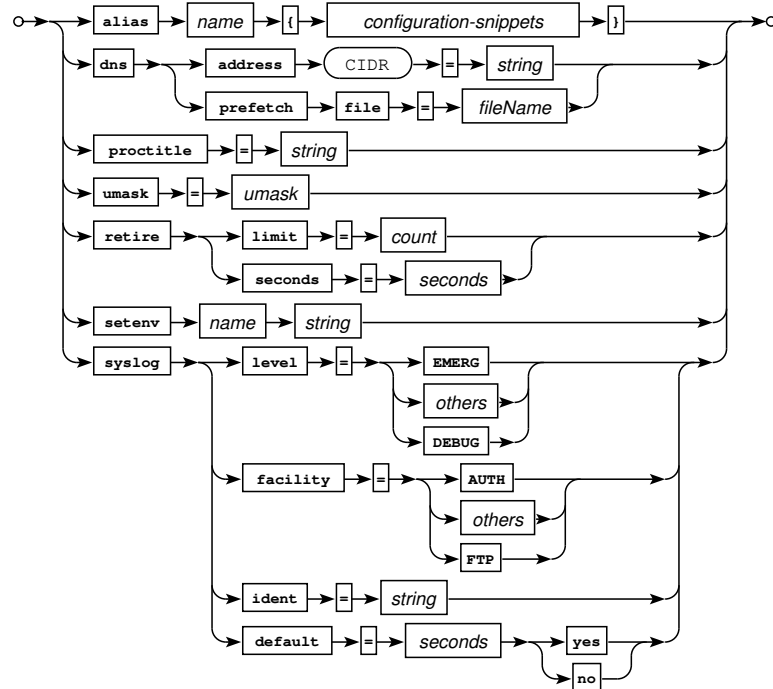 alias name { configuration-snippets }
dns address CIDR = string
prefetch file = fileName
proctitle = string
umask = umask
retire limit = count
seconds = seconds
setenv name string
syslog level = EMERG
others
DEBUG
facility = AUTH
others
FTP
ident = string
default = seconds yes
no